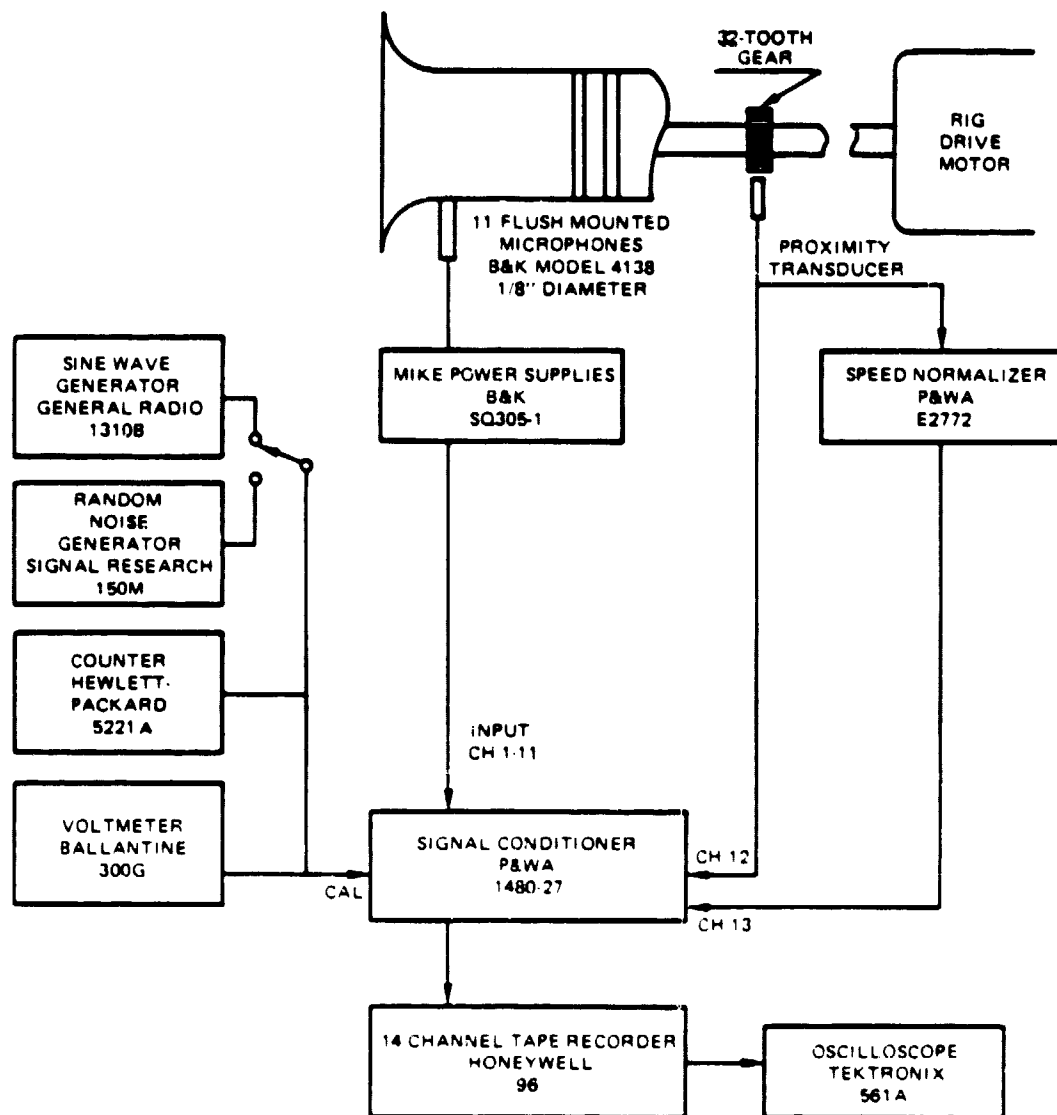 32-TOOTH
GEAR
RIG
DRIVE
MOTOR
11 FLUSH MOUNTED
MICROPHONES
B&K MODEL 4138
1/8" DIAMETER
PROXIMITY
TRANSDUCER
SINE WAVE
GENERATOR
GENERAL RADIO
1310B
MIKE POWER SUPPLIES
B&K
SQ305-1
SPEED NORMALIZER
P&WA
E2772
RANDOM
NOISE
GENERATOR
SIGNAL RESEARCH
150M
COUNTER
HEWLETT-
PACKARD
5221A
INPUT
CH 1-11
VOLTMETER
BALLANTINE
300G
CAL
SIGNAL CONDITIONER
P&WA
1480-27
CH 12
CH 13
14 CHANNEL TAPE RECORDER
HONEYWELL
96
OSCILLOSCOPE
TEKTRONIX
561A